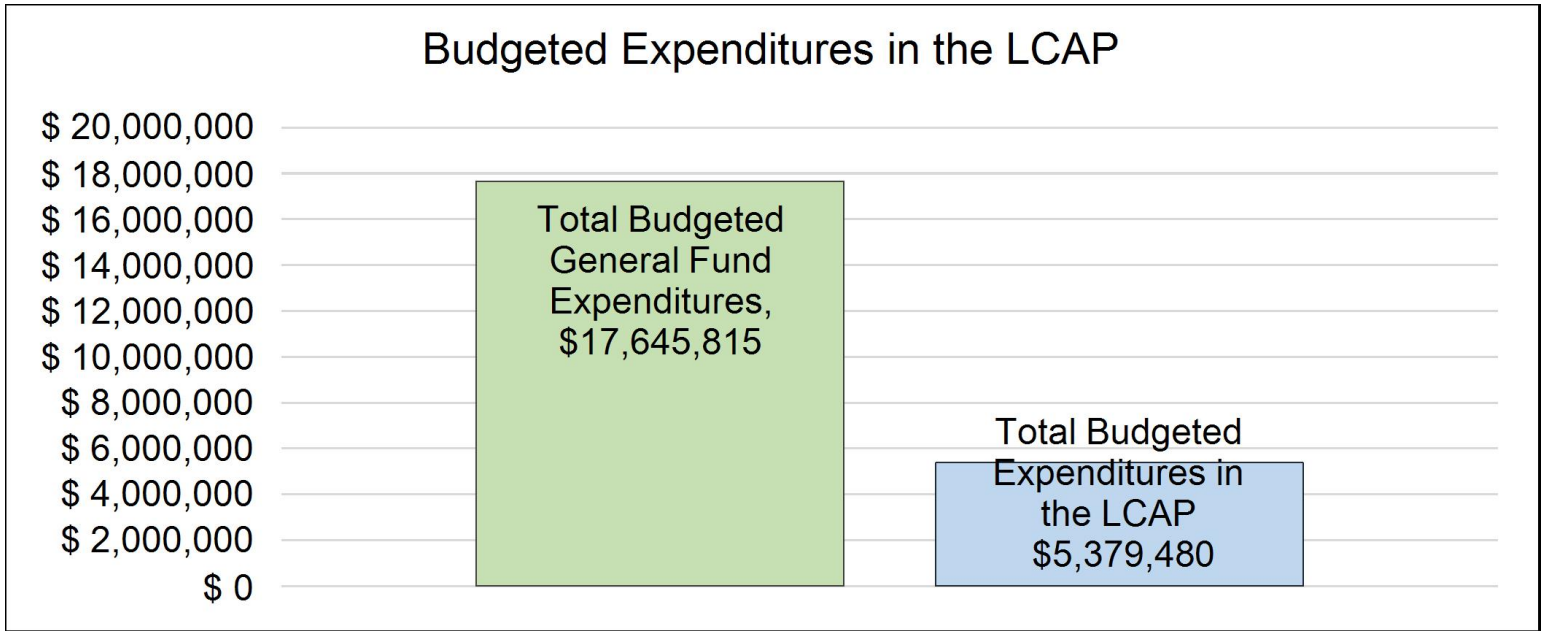 Budgeted Expenditures in the LCAP
$ 20,000,000
$ 18,000,000
$ 16,000,000
$ 14,000,000
$ 12,000,000
$ 10,000,000
$ 8,000,000
$ 6,000,000
$ 4,000,000
$ 2,000,000
$ 0
Total Budgeted
General Fund
Expenditures,
$17,645,815
Total Budgeted
Expenditures in
the LCAP
$5,379,480